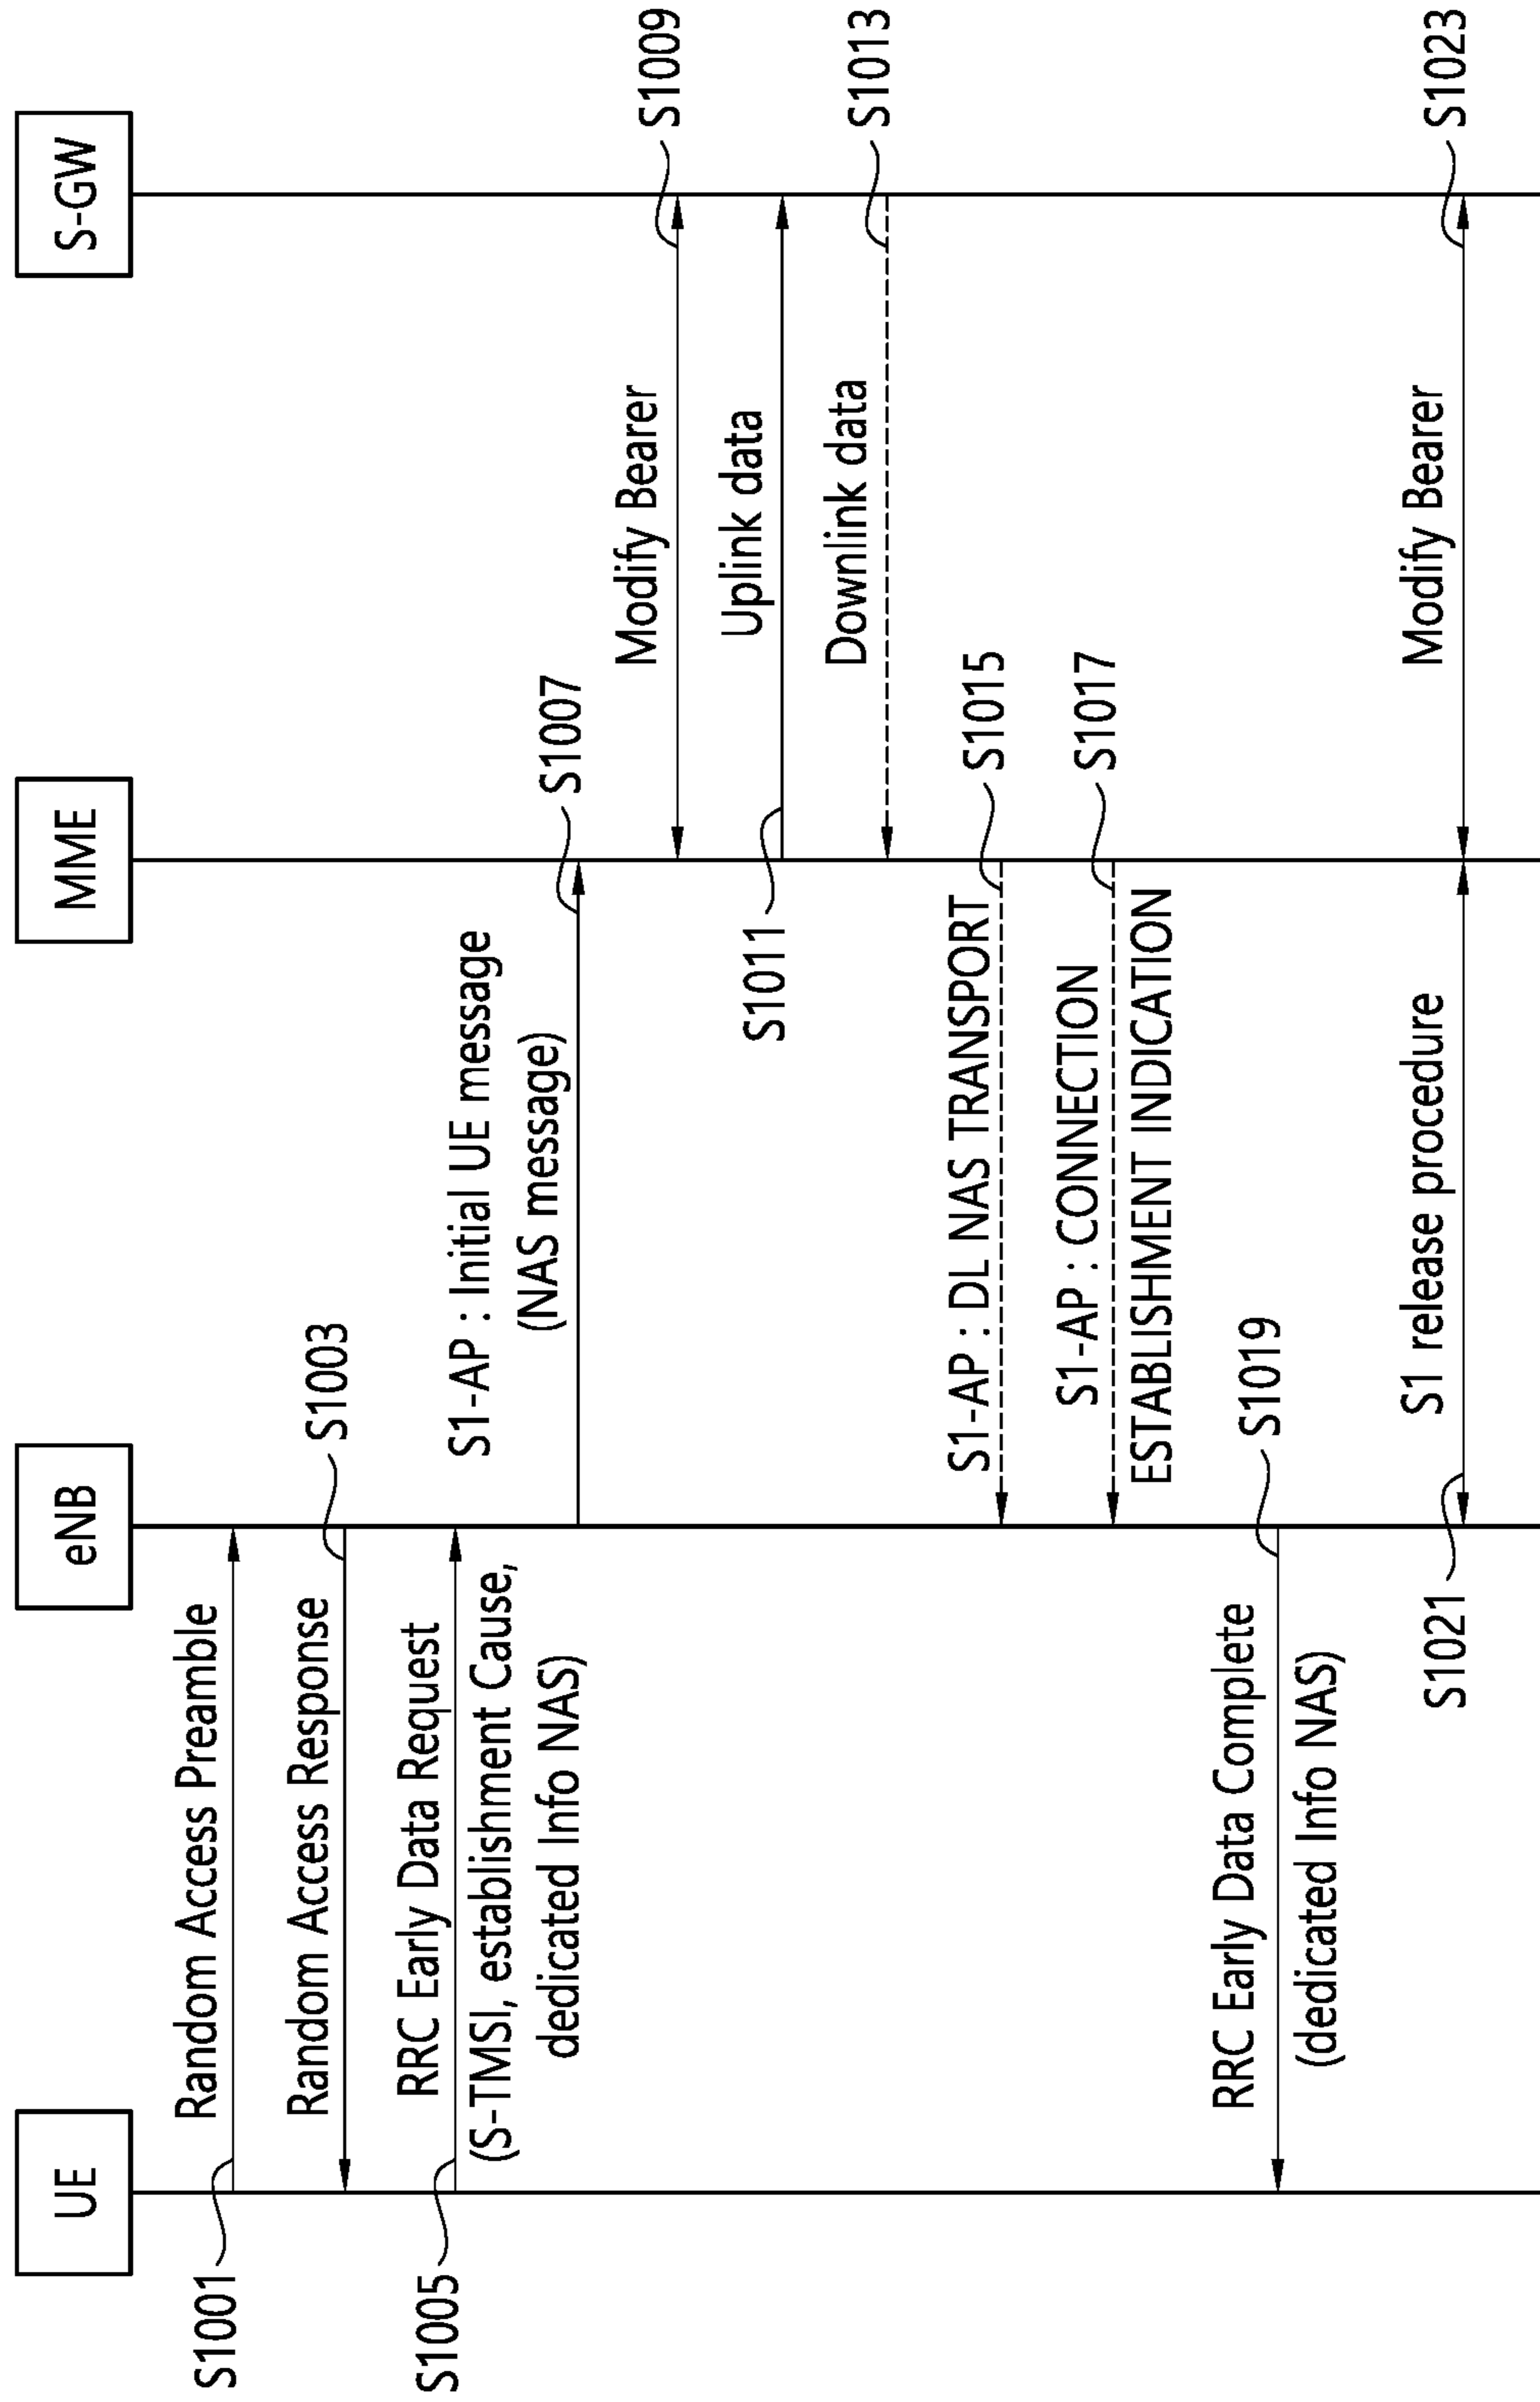 UE
eNB
MME
S-GW
S1001
Random Access Preamble
Random Access Response
S1003
S1005
RRC Early Data Request
(S-TMSI, establishment Cause,
dedicated Info NAS)
S1-AP : Initial UE message
(NAS message)
S1007
Modify Bearer
S1009
S1011
Uplink data
Downlink data
S1013
S1-AP : DL NAS TRANSPORT
S1015
S1-AP : CONNECTION
ESTABLISHMENT INDICATION
S1017
RRC Early Data Complete
(dedicated Info NAS)
S1019
S1021
S1 release procedure
Modify Bearer
S1023